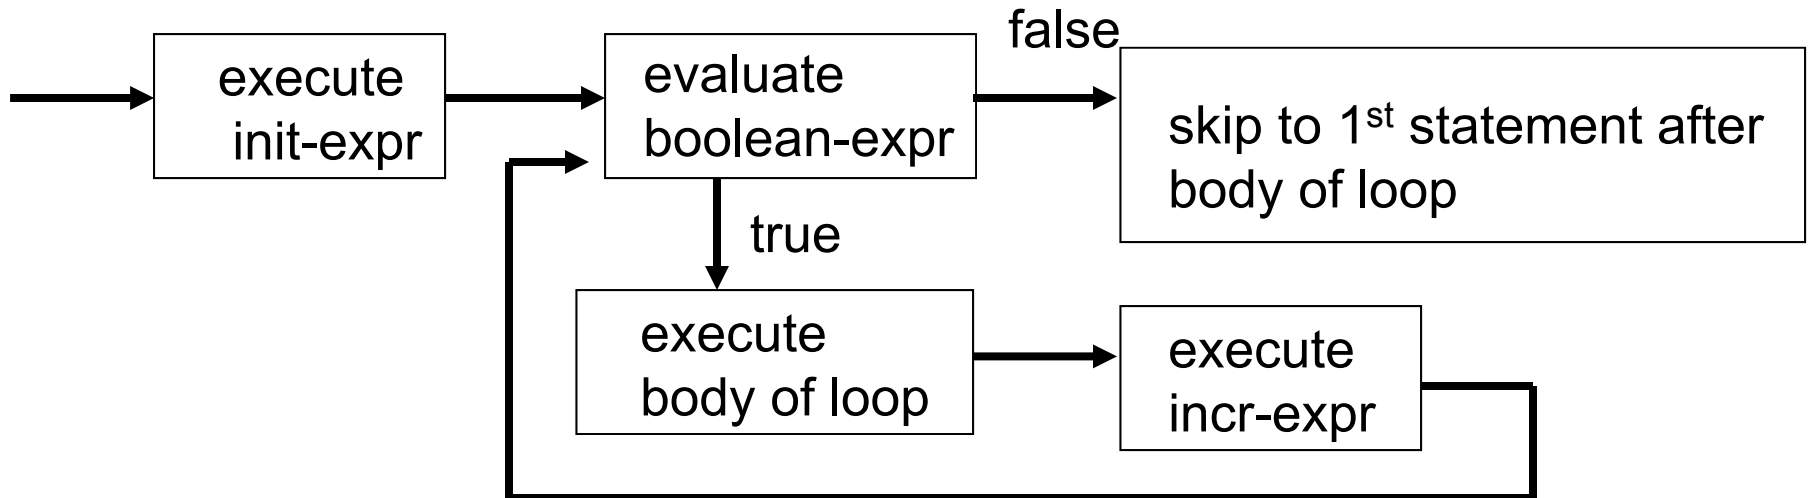 execute
init-expr
evaluate
boolean-expr
false
skip to 1st statement after
body of loop
true
execute
body of loop
execute
incr-expr